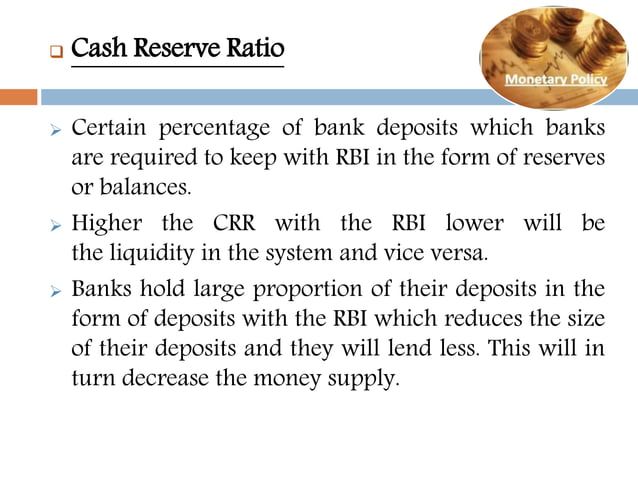 Cash Reserve Ratio
Monetary Policy
Certain percentage of bank deposits which banks
are required to keep with RBI in the form of reserves
or balances.
Higher the CRR with the RBI lower will be
the liquidity in the system and vice versa.
Banks hold large proportion of their deposits in the
form of deposits with the RBI which reduces the size
of their deposits and they will lend less. This will in
turn decrease the money supply.